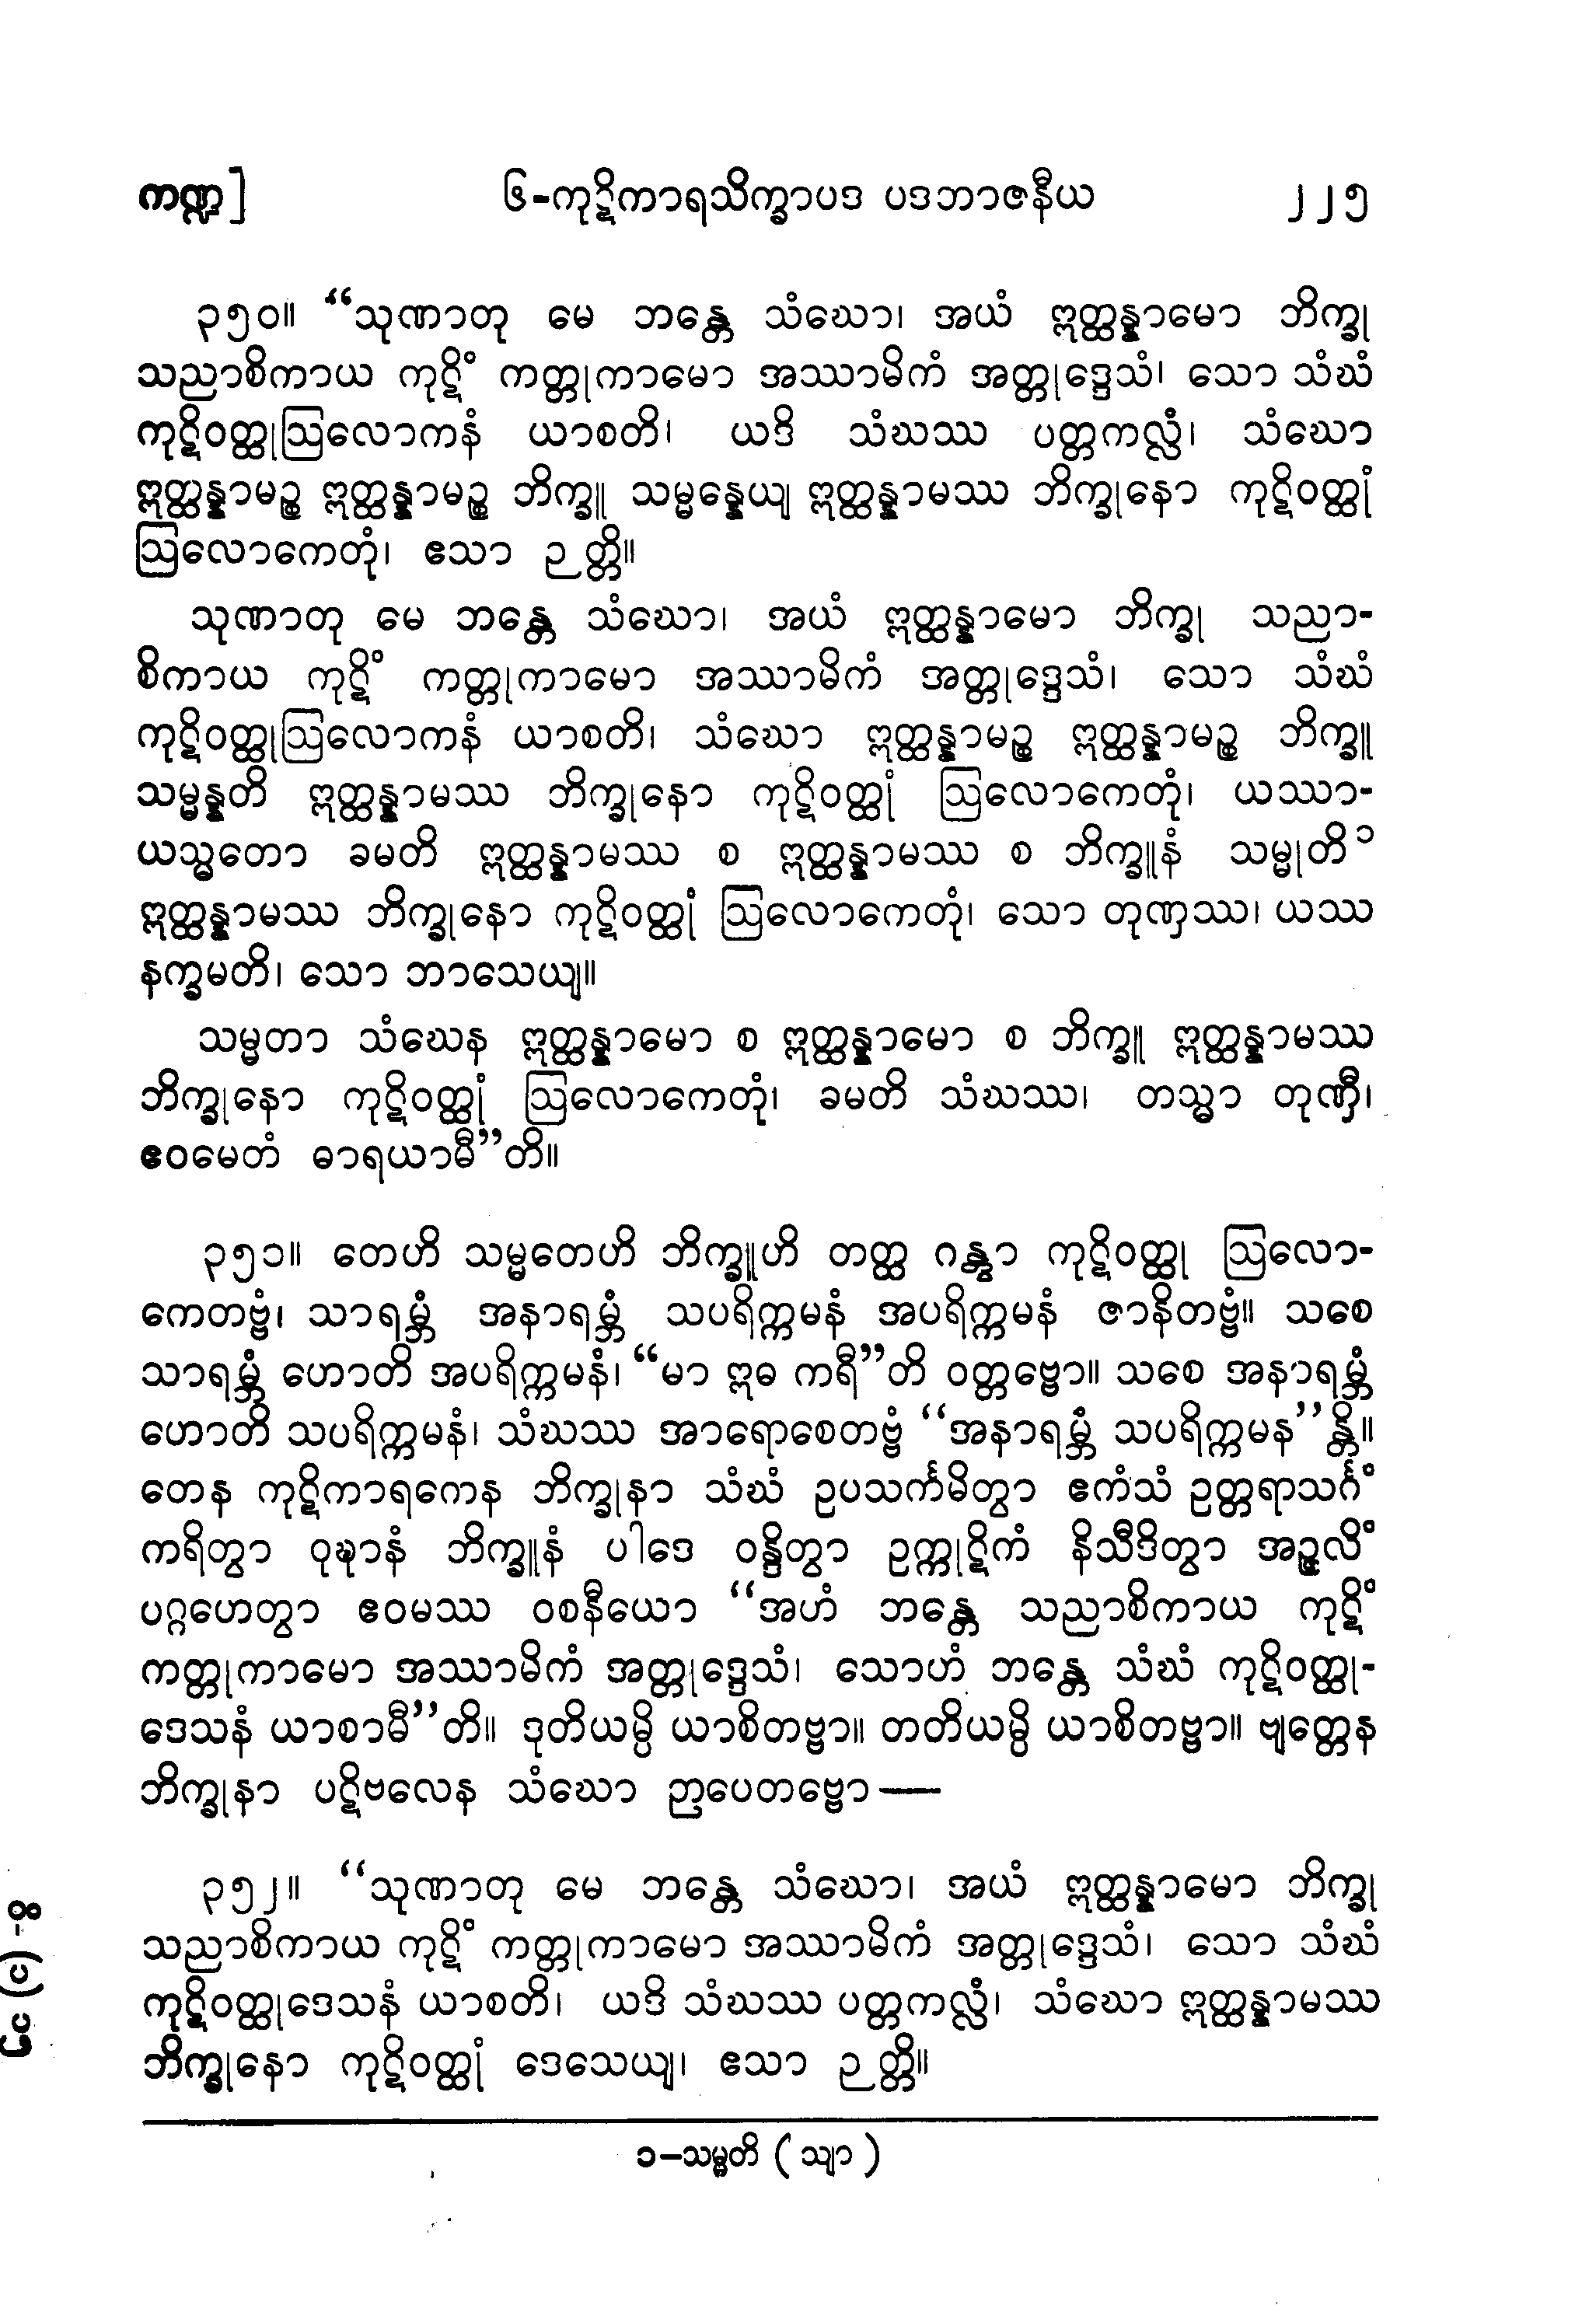 ကဏ္ဍ] ၆-ကုဋိကာရသိက္ခာပဒ ပဒဘာဇနီယ ၂၂၅
၃၅၀။ “သုဏာတု မေ ဘန္တေ သံဃော၊ အယံ ဣတ္ထန္နာမော ဘိက္ခု
သညာစိကာယ ကုဋိံ ကတ္တုကာမော အဿာမိကံ အတ္တုဒ္ဒေသံ၊ သော သံဃံ
ကုဋိဝတ္ထုဩလောကနံ ယာစတိ၊ ယဒိ သံဃဿ ပတ္တကလ္လံ၊ သံဃော
ဣတ္ထန္နာမဉ္စ ဣတ္ထန္နာမဉ္စ ဘိက္ခူ သမ္မန္နေယျ ဣတ္ထန္နာမဿ ဘိက္ခုနော ကုဋိဝတ္ထုံ
ဩလောကေတုံ၊ ဧသာ ဉတ္တိ။
သုဏာတု မေ ဘန္တေ သံဃော၊ အယံ ဣတ္ထန္နာမော ဘိက္ခု သညာ-
စိကာယ ကုဋိံ ကတ္တုကာမော အဿာမိကံ အတ္တုဒ္ဒေသံ၊ သော သံဃံ
ကုဋိဝတ္ထုဩလောကနံ ယာစတိ၊ သံဃော ဣတ္ထန္နာမဉ္စ ဣတ္ထန္နာမဉ္စ ဘိက္ခူ
သမ္မန္နတိ ဣတ္ထန္နာမဿ ဘိက္ခုနော ကုဋိဝတ္ထုံ ဩလောကေတုံ၊ ယဿာ-
ယသ္မတော ခမတိ ဣတ္ထန္နာမဿ စ ဣတ္ထန္နာမဿ စ ဘိက္ခူနံ သမ္မုတိ ၁
ဣတ္ထန္နာမဿ ဘိက္ခုနော ကုဋိဝတ္ထုံ ဩလောကေတုံ၊ သော တုဏှဿ၊ ယဿ
နက္ခမတိ၊ သော ဘာသေယျ။
သမ္မတာ သံဃေန ဣတ္ထန္နာမော စ ဣတ္ထန္နာမော စ ဘိက္ခူ ဣတ္ထန္နာမဿ
ဘိက္ခုနော ကုဋိဝတ္ထုံ ဩလောကေတုံ၊ ခမတိ သံဃဿ၊ တသ္မာ တုဏှီ၊
ဧဝမေတံ ဓာရယာမီ”တိ။
၃၅၁။ တေဟိ သမ္မတေဟိ ဘိက္ခူဟိ တတ္ထ ဂန္တွာ ကုဋိဝတ္ထု ဩလော-
ကေတဗ္ဗံ၊ သာရမ္ဘံ အနာရမ္ဘံ သပရိက္ကမနံ အပရိက္ကမနံ ဇာနိတဗ္ဗံ။ သစေ
သာရမ္ဘံ ဟောတိ အပရိက္ကမနံ၊ “မာ ဣဓ ကရီ”တိ ဝတ္တဗ္ဗော။ သစေ အနာရမ္ဘံ
ဟောတိ သပရိက္ကမနံ၊ သံဃဿ အာရောစေတဗ္ဗံ “အနာရမ္ဘံ သပရိက္ကမန”န္တိ။
တေန ကုဋိကာရကေန ဘိက္ခုနာ သံဃံ ဥပသင်္ကမိတွာ ဧကံသံ ဥတ္တရာသင်္ဂံ
ကရိတွာ ဝုဍ္ဎာနံ ဘိက္ခူနံ ပါဒေ ဝန္ဒိတွာ ဥက္ကုဋိကံ နိသီဒိတွာ အဉ္ဇလိံ
ပဂ္ဂဟေတွာ ဧဝမဿ ဝစနီယော “အဟံ ဘန္တေ သညာစိကာယ ကုဋိံ
ကတ္တုကာမော အဿာမိကံ အတ္တုဒ္ဒေသံ၊ သောဟံ ဘန္တေ သံဃံ ကုဋိဝတ္ထု-
ဒေသနံ ယာစာမီ”တိ။ ဒုတိယမ္ပိ ယာစိတဗ္ဗာ။ တတိယမ္ပိ ယာစိတဗ္ဗာ။ ဗျတ္တေန
ဘိက္ခုနာ ပဋိဗလေန သံဃော ဉာပေတဗ္ဗော —
၃၅၂။ “သုဏာတု မေ ဘန္တေ သံဃော၊ အယံ ဣတ္ထန္နာမော ဘိက္ခု
သညာစိကာယ ကုဋိံ ကတ္တုကာမော အဿာမိကံ အတ္တုဒ္ဒေသံ၊ သော သံဃံ
ကုဋိဝတ္ထုဒေသနံ ယာစတိ၊ ယဒိ သံဃဿ ပတ္တကလ္လံ၊ သံဃော ဣတ္ထန္နာမဿ
ဘိက္ခုနော ကုဋိဝတ္ထုံ ဒေသေယျ၊ ဧသာ ဉတ္တိ။
၁-သမ္မတိ (သျာ)